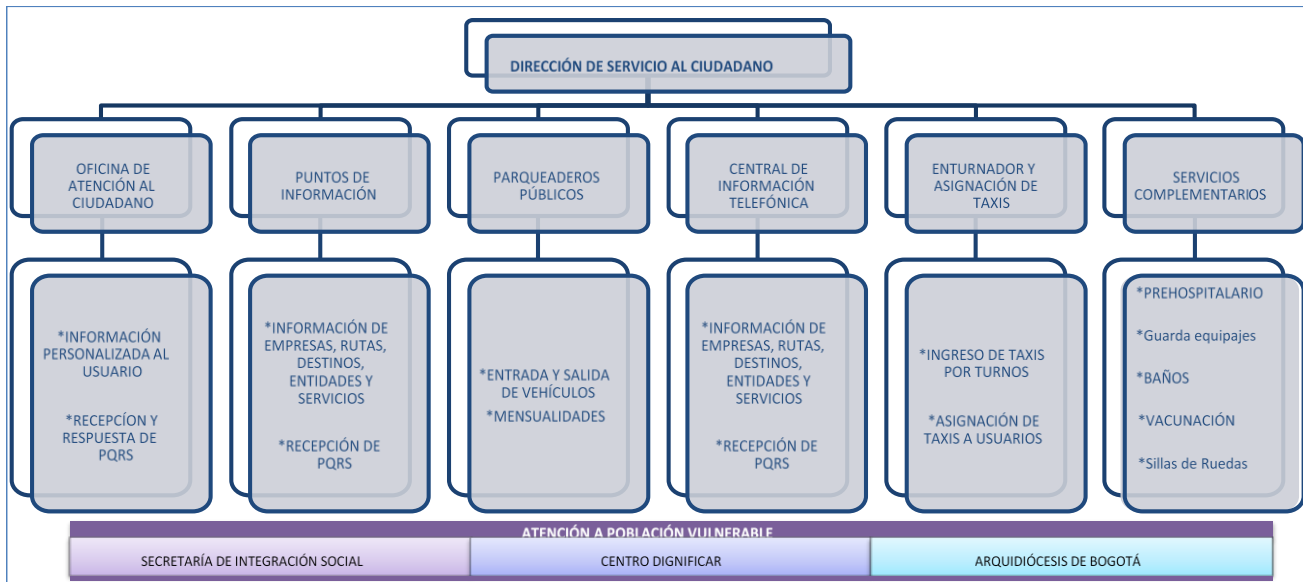 DIRECCIÓN DE SERVICIO AL CIUDADANO
OFICINA DE
ATENCIÓN AL
CIUDADANO
PUNTOS DE
INFORMACIÓN
PARQUEADEROS
PÚBLICOS
CENTRAL DE
INFORMACIÓN
TELEFÓNICA
ENTURNADOR Y
ASIGNACIÓN DE
TAXIS
SERVICIOS
COMPLEMENTARIOS
*INFORMACIÓN
PERSONALIZADA AL
USUARIO
*RECEPCÍON Y
RESPUESTA DE
PQRS
*INFORMACIÓN DE
EMPRESAS, RUTAS,
DESTINOS,
ENTIDADES Y
SERVICIOS
*RECEPCIÓN DE
PQRS
*ENTRADA Y SALIDA
DE VEHÍCULOS
*MENSUALIDADES
*INFORMACIÓN DE
EMPRESAS, RUTAS,
DESTINOS,
ENTIDADES Y
SERVICIOS
*RECEPCIÓN DE
PQRS
*INGRESO DE TAXIS
POR TURNOS
*ASIGNACIÓN DE
TAXIS A USUARIOS
*PREHOSPITALARIO
*Guarda equipajes
*BAÑOS
*VACUNACIÓN
*Sillas de Ruedas
ATENCIÓN A POBLACIÓN VULNERABLE
SECRETARÍA DE INTEGRACIÓN SOCIAL
CENTRO DIGNIFICAR
ARQUIDIÓCESIS DE BOGOTÁ